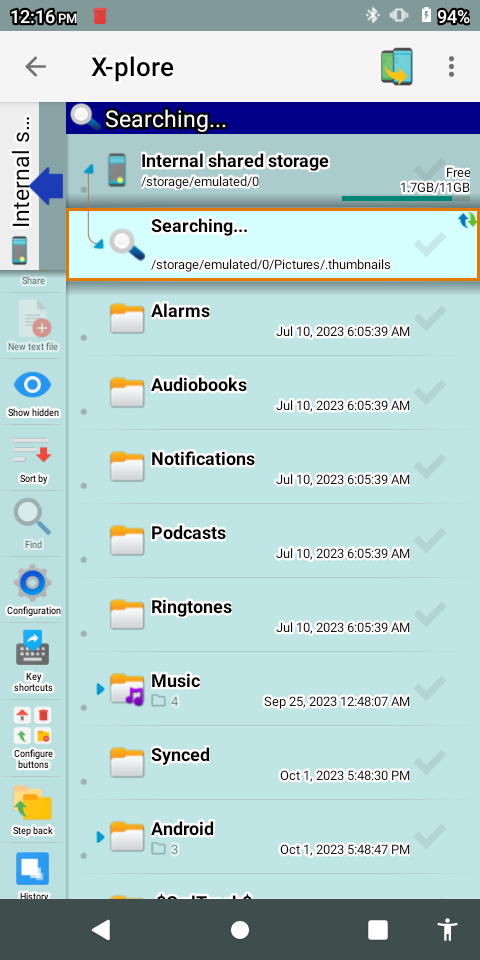 12:16 PM
94%
X-plore
Internal s...
Searching...
Internal shared storage
/storage/emulated/0
Free
1.7GB/11GB
Searching...
/storage/emulated/0/Pictures/.thumbnails
Share
New text file
Show hidden
Sort by
Find
Configuration
Key
shortcuts
Configure
buttons
Step back
History
Alarms
Jul 10, 2023 6:05:39 AM
Audiobooks
Jul 10, 2023 6:05:39 AM
Notifications
Jul 10, 2023 6:05:39 AM
Podcasts
Jul 10, 2023 6:05:39 AM
Ringtones
Jul 10, 2023 6:05:39 AM
Music
4
Sep 25, 2023 12:48:07 AM
Synced
Oct 1, 2023 5:48:30 PM
Android
3
Oct 1, 2023 5:48:47 PM